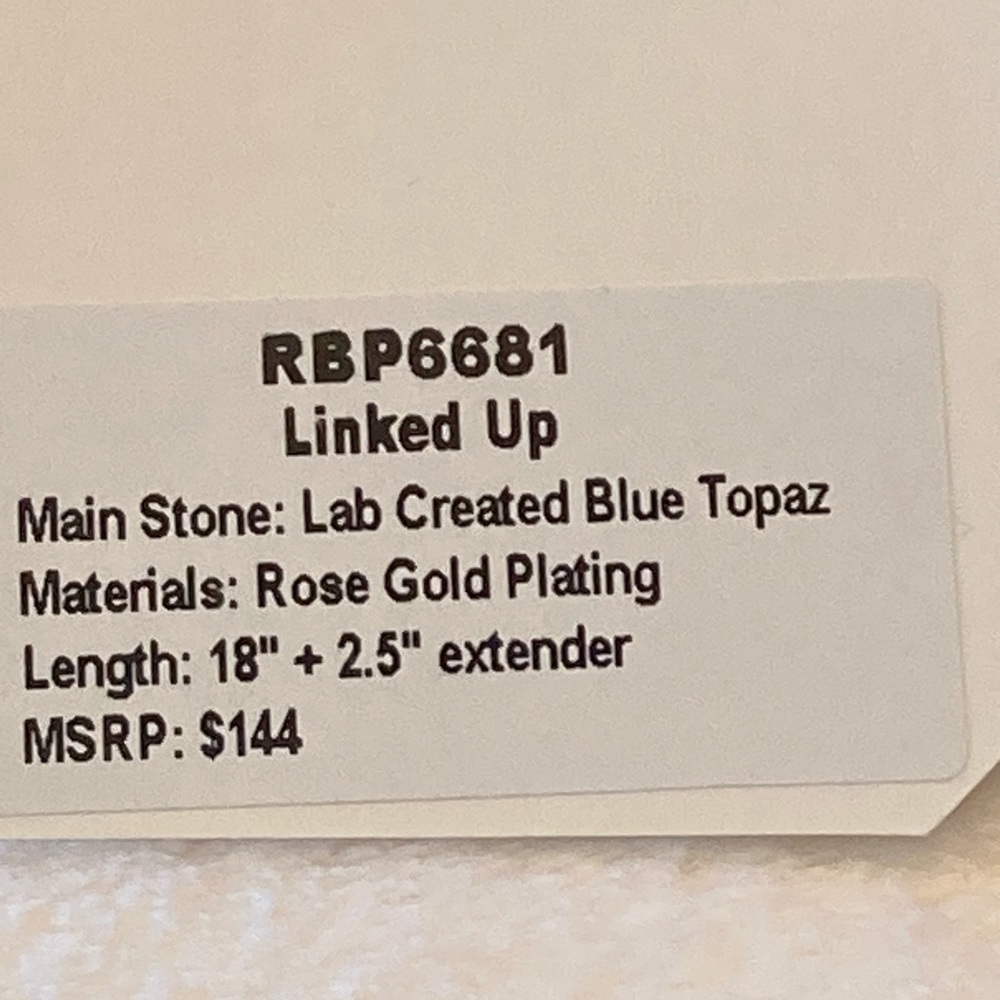 RBP6681
Linked Up
Main Stone: Lab Created Blue Topaz
Materials: Rose Gold Plating
Length: 18" + 2.5" extender
MSRP: $144